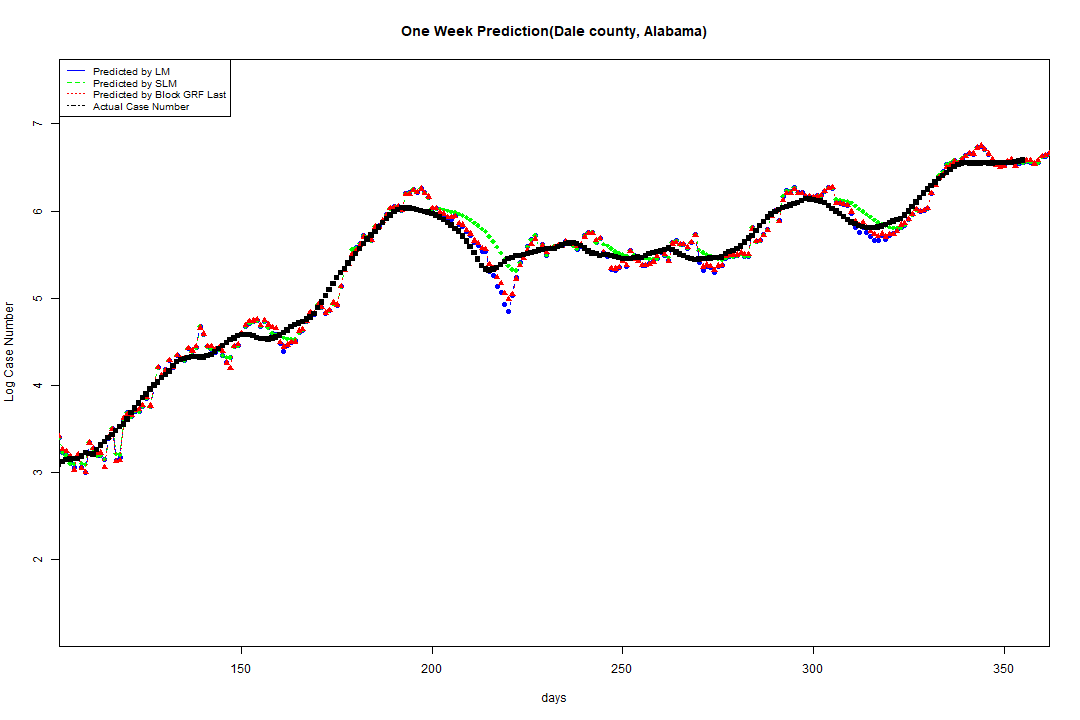 One Week Prediction(Dale county, Alabama)
Predicted by LM
Predicted by SLM
Predicted by Block GRF Last
Actual Case Number
7
6
5
4
3
2
Log Case Number
150
200
250
300
350
days